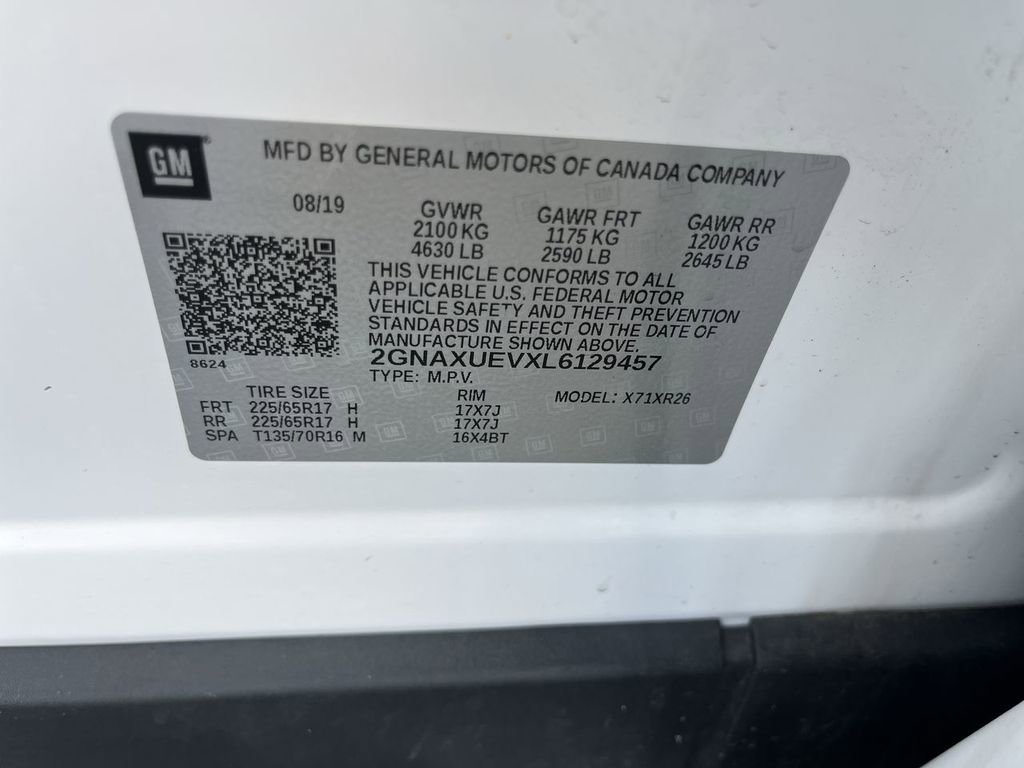 GM
MFD BY GENERAL MOTORS OF CANADA COMPANY
08/19
GVWR GAWR FRT GAWR RR
2100 KG 1175 KG 1200 KG
4630 LB 2590 LB 2645 LB
THIS VEHICLE CONFORMS TO ALL
APPLICABLE U.S. FEDERAL MOTOR
VEHICLE SAFETY AND THEFT PREVENTION
STANDARDS IN EFFECT ON THE DATE OF
MANUFACTURE SHOWN ABOVE.
8624
2GNAXUEVXL6129457
TYPE: M.P.V.
TIRE SIZE RIM MODEL: X71XR26
FRT 225/65R17 H 17X7J
RR 225/65R17 H 17X7J
SPA T135/70R16 M 16X4BT